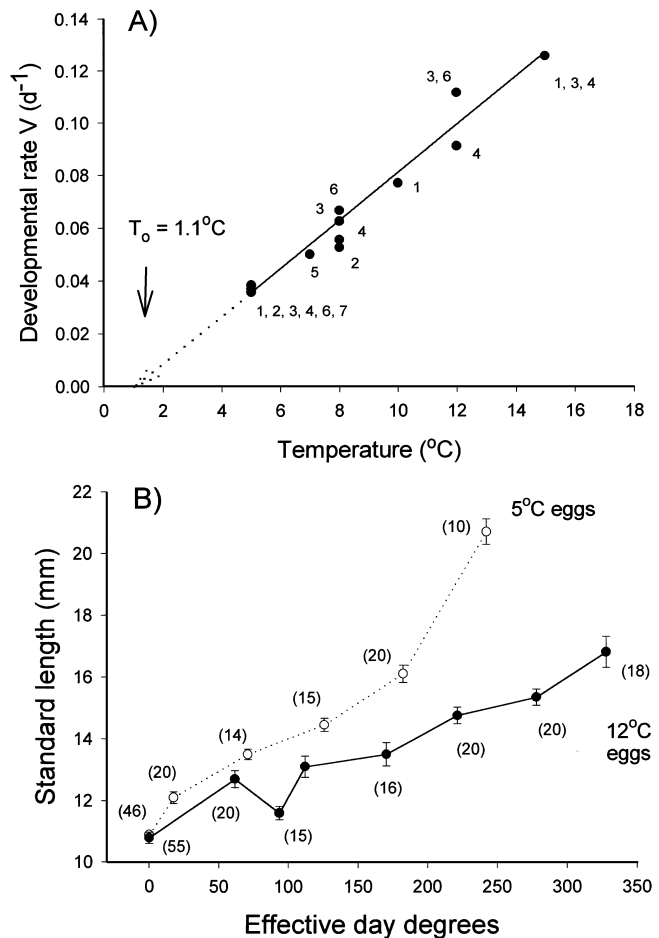 A)
Developmental rate V (d⁻¹)
0.14
0.12
0.10
0.08
0.06
0.04
0.02
0.00
3, 6
1, 3, 4
4
1
6
3
4
2
5
1, 2, 3, 4, 6, 7
Tₒ = 1.1°C
0 2 4 6 8 10 12 14 16 18
Temperature (°C)
B)
Standard length (mm)
22
20
18
16
14
12
10
5°C eggs
(10)
(20)
(15)
(14)
(20)
(46)
(18)
12°C
eggs
(20)
(20)
(16)
(20)
(15)
(55)
0 50 100 150 200 250 300 350
Effective day degrees